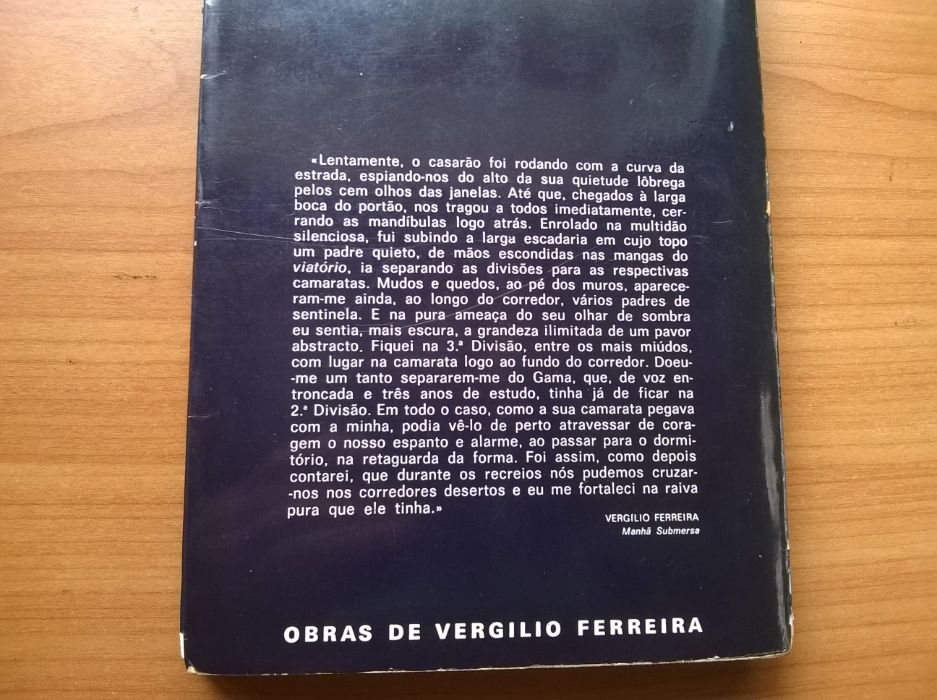 «Lentamente, o casarão foi rodando com a curva da
estrada, espiando-nos do alto da sua quietude lôbrega
pelos cem olhos das janelas. Até que, chegados à larga
boca do portão, nos tragou a todos imediatamente, cer-
rando as mandíbulas logo atrás. Enrolado na multidão
silenciosa, fui subindo a larga escadaria em cujo topo
um padre quieto, de mãos escondidas nas mangas do
viatório, ia separando as divisões para as respectivas
camaratas. Mudos e quedos, ao pé dos muros, aparece-
ram-me ainda, ao longo do corredor, vários padres de
sentinela. E na pura ameaça do seu olhar de sombra
eu sentia, mais escura, a grandeza ilimitada de um pavor
abstracto. Fiquei na 3.ª Divisão, entre os mais miúdos,
com lugar na camarata logo ao fundo do corredor. Doeu-
-me um tanto separarem-me do Gama, que, de voz en-
troncada e três anos de estudo, tinha já de ficar na
2.ª Divisão. Em todo o caso, como a sua camarata pegava
com a minha, podia vê-lo de perto atravessar de cora-
gem o nosso espanto e alarme, ao passar para o dormi-
tório, na retaguarda da forma. Foi assim, como depois
contarei, que durante os recreios nós pudemos cruzar-
-nos nos corredores desertos e eu me fortaleci na raiva
pura que ele tinha.»
VERGILIO FERREIRA
Manhã Submersa
OBRAS DE VERGILIO FERREIRA